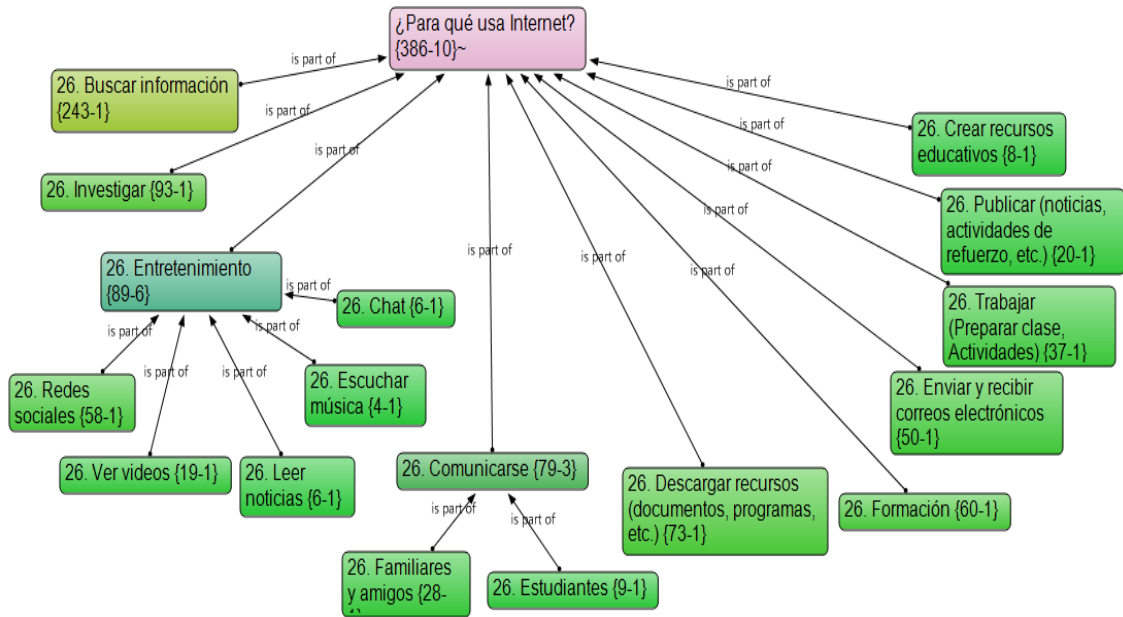 ¿Para qué usa Internet?
{386-10}~
is part of
26. Buscar información
{243-1}
is part of
26. Investigar {93-1}
is part of
26. Entretenimiento
{89-6}
is part of
26. Chat {6-1}
is part of
26. Redes
sociales {58-1}
is part of
26. Ver videos {19-1}
is part of
26. Leer
noticias {6-1}
is part of
26. Escuchar
música {4-1}
is part of
26. Comunicarse {79-3}
is part of
26. Familiares
y amigos {28-
is part of
26. Estudiantes {9-1}
is part of
26. Descargar recursos
(documentos, programas,
etc.) {73-1}
is part of
26. Formación {60-1}
is part of
26. Enviar y recibir
correos electrónicos
{50-1}
is part of
26. Trabajar
(Preparar clase,
Actividades) {37-1}
is part of
26. Publicar (noticias,
actividades de
refuerzo, etc.) {20-1}
is part of
26. Crear recursos
educativos {8-1}
is part of